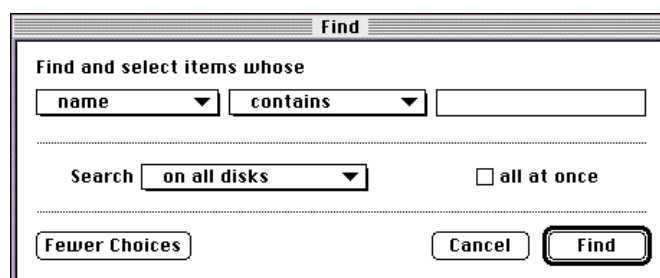 Find
Find and select items whose
name contains
Search on all disks all at once
Fewer Choices Cancel Find